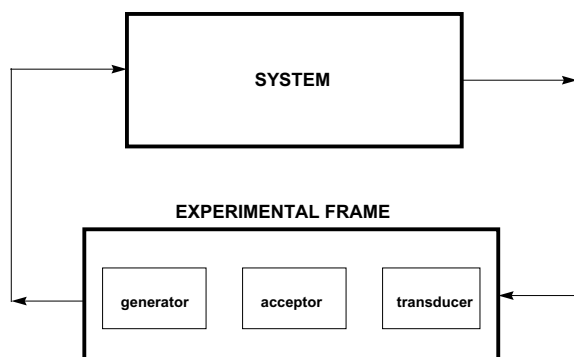 SYSTEM
EXPERIMENTAL FRAME
generator
acceptor
transducer